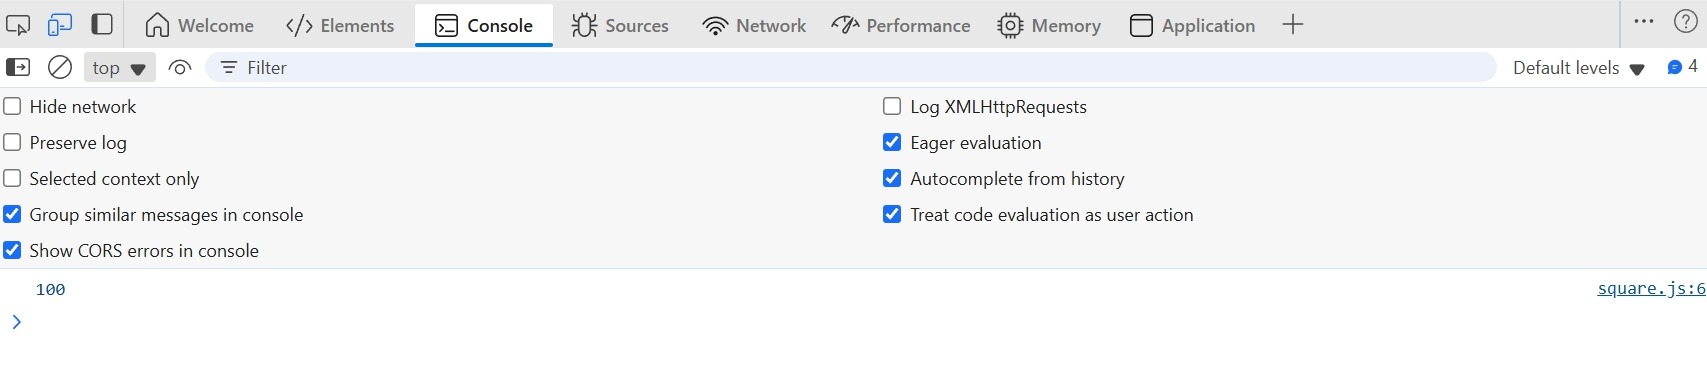 Welcome Elements Console Sources Network Performance Memory Application
top Filter Default levels 4
Hide network Log XMLHttpRequests
Preserve log Eager evaluation
Selected context only Autocomplete from history
Group similar messages in console Treat code evaluation as user action
Show CORS errors in console
100 square.js:6